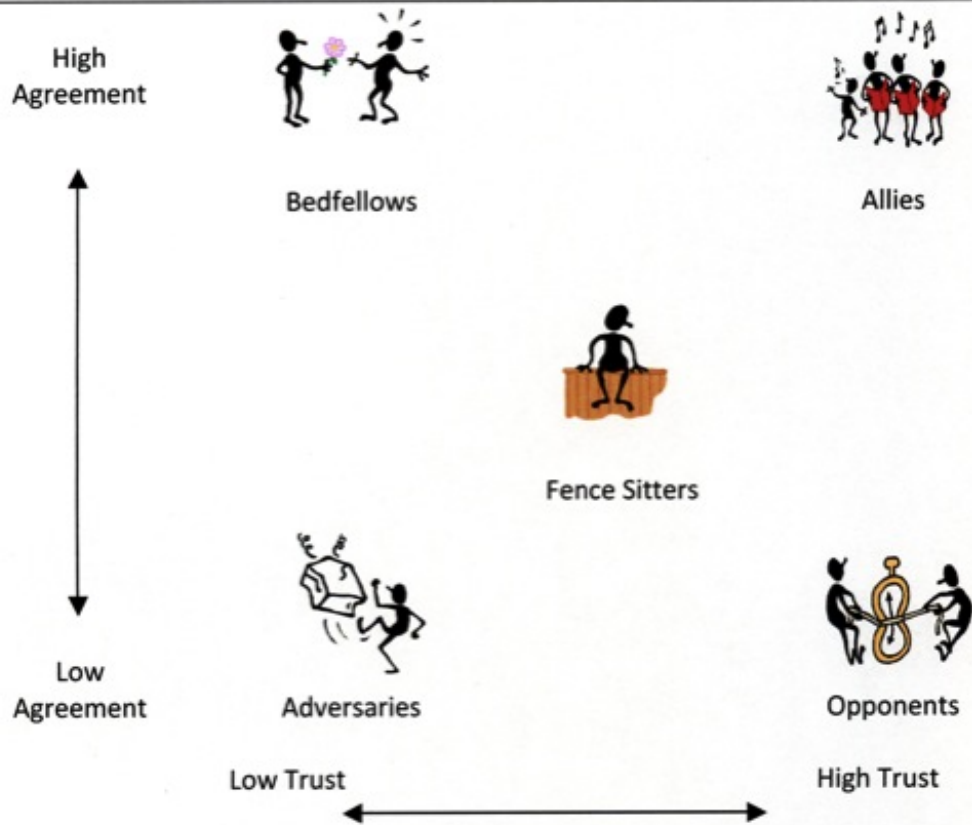 High
Agreement
Bedfellows
Allies
Fence Sitters
Low
Agreement
Adversaries
Opponents
Low Trust
High Trust